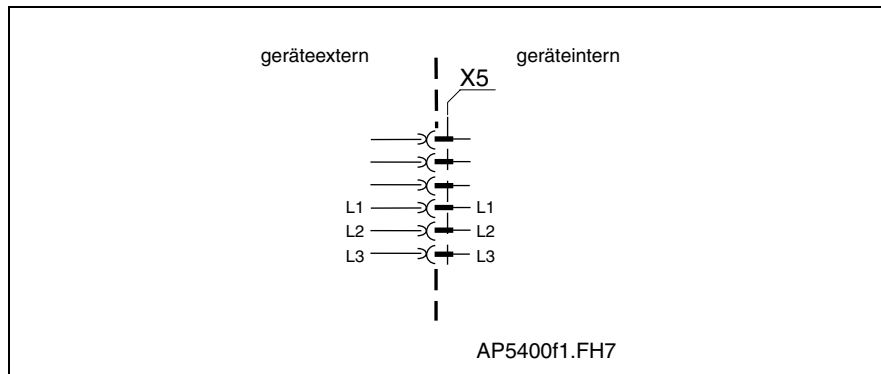 geräteextern geräteintern
X5
L1 L1
L2 L2
L3 L3
AP5400f1.FH7